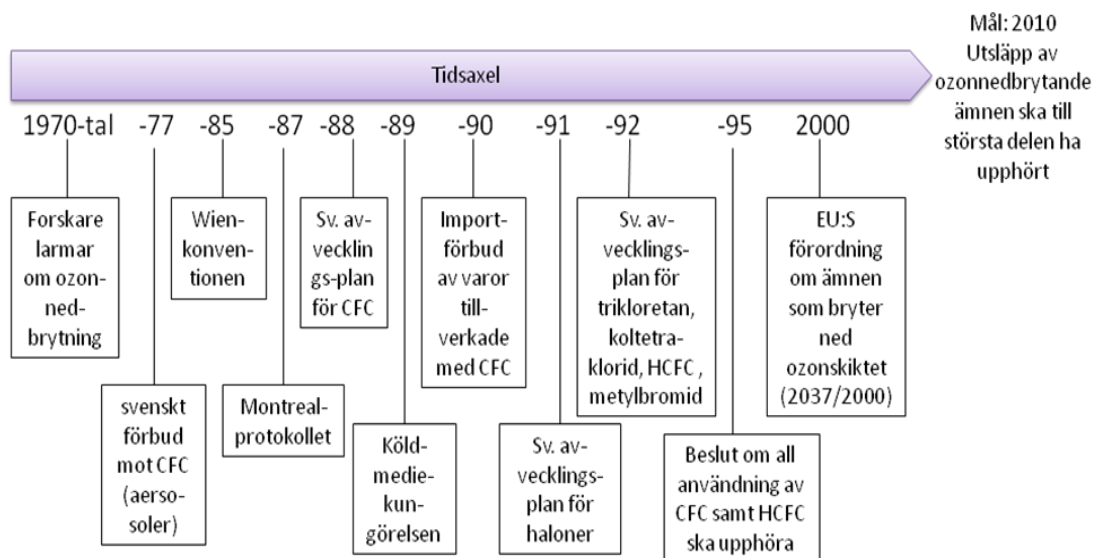 Mål: 2010
Utsläpp av
ozonnedbrytande
ämnen ska till
största delen ha
upphört
Tidsaxel
1970-tal
-77
-85
-87
-88
-89
-90
-91
-92
-95
2000
Forskare
larmar
om ozon-
ned-
brytning
Wien-
konven-
tionen
Sv. av-
vecklin
gs-plan
för CFC
Import-
förbud
av varor
till-
verkade
med CFC
Sv. av-
vecklings-
plan för
trikloretan,
koltetra-
klorid, HCFC ,
metylbromid
EU:S
förordning
om ämnen
som bryter
ned
ozonskiktet
(2037/2000)
svenskt
förbud
mot CFC
(aerso-
soler)
Montreal-
protokollet
Köld-
medie-
kun-
görelsen
Sv. av-
vecklings-
plan för
haloner
Beslut om all
användning av
CFC samt HCFC
ska upphöra